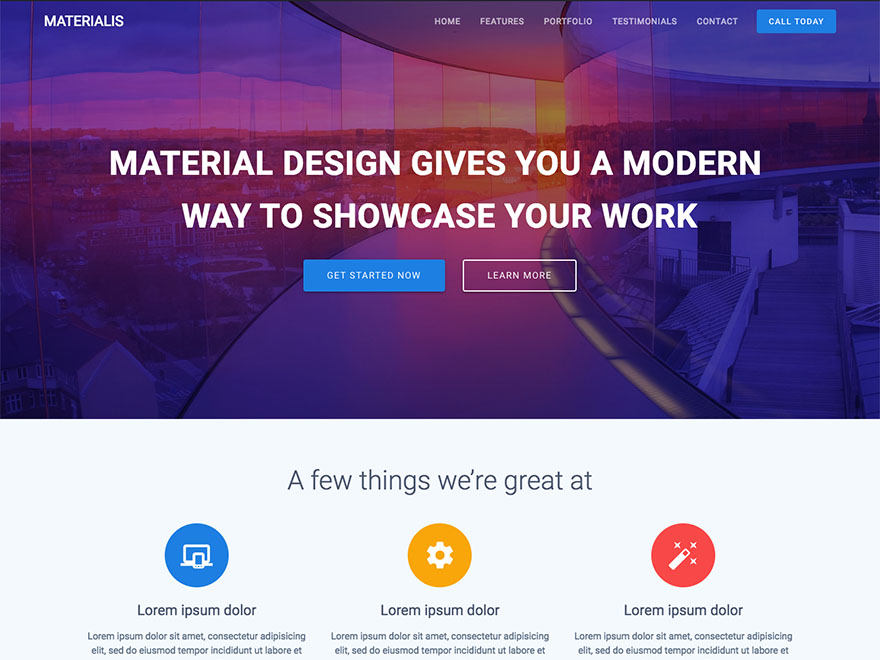 MATERIALIS
HOME FEATURES PORTFOLIO TESTIMONIALS CONTACT CALL TODAY
MATERIAL DESIGN GIVES YOU A MODERN
WAY TO SHOWCASE YOUR WORK
GET STARTED NOW LEARN MORE
A few things we’re great at
Lorem ipsum dolor Lorem ipsum dolor Lorem ipsum dolor
Lorem ipsum dolor sit amet, consectetur adipisicing Lorem ipsum dolor sit amet, consectetur adipisicing Lorem ipsum dolor sit amet, consectetur adipisicing
elit, sed do eiusmod tempor incididunt ut labore et elit, sed do eiusmod tempor incididunt ut labore et elit, sed do eiusmod tempor incididunt ut labore et